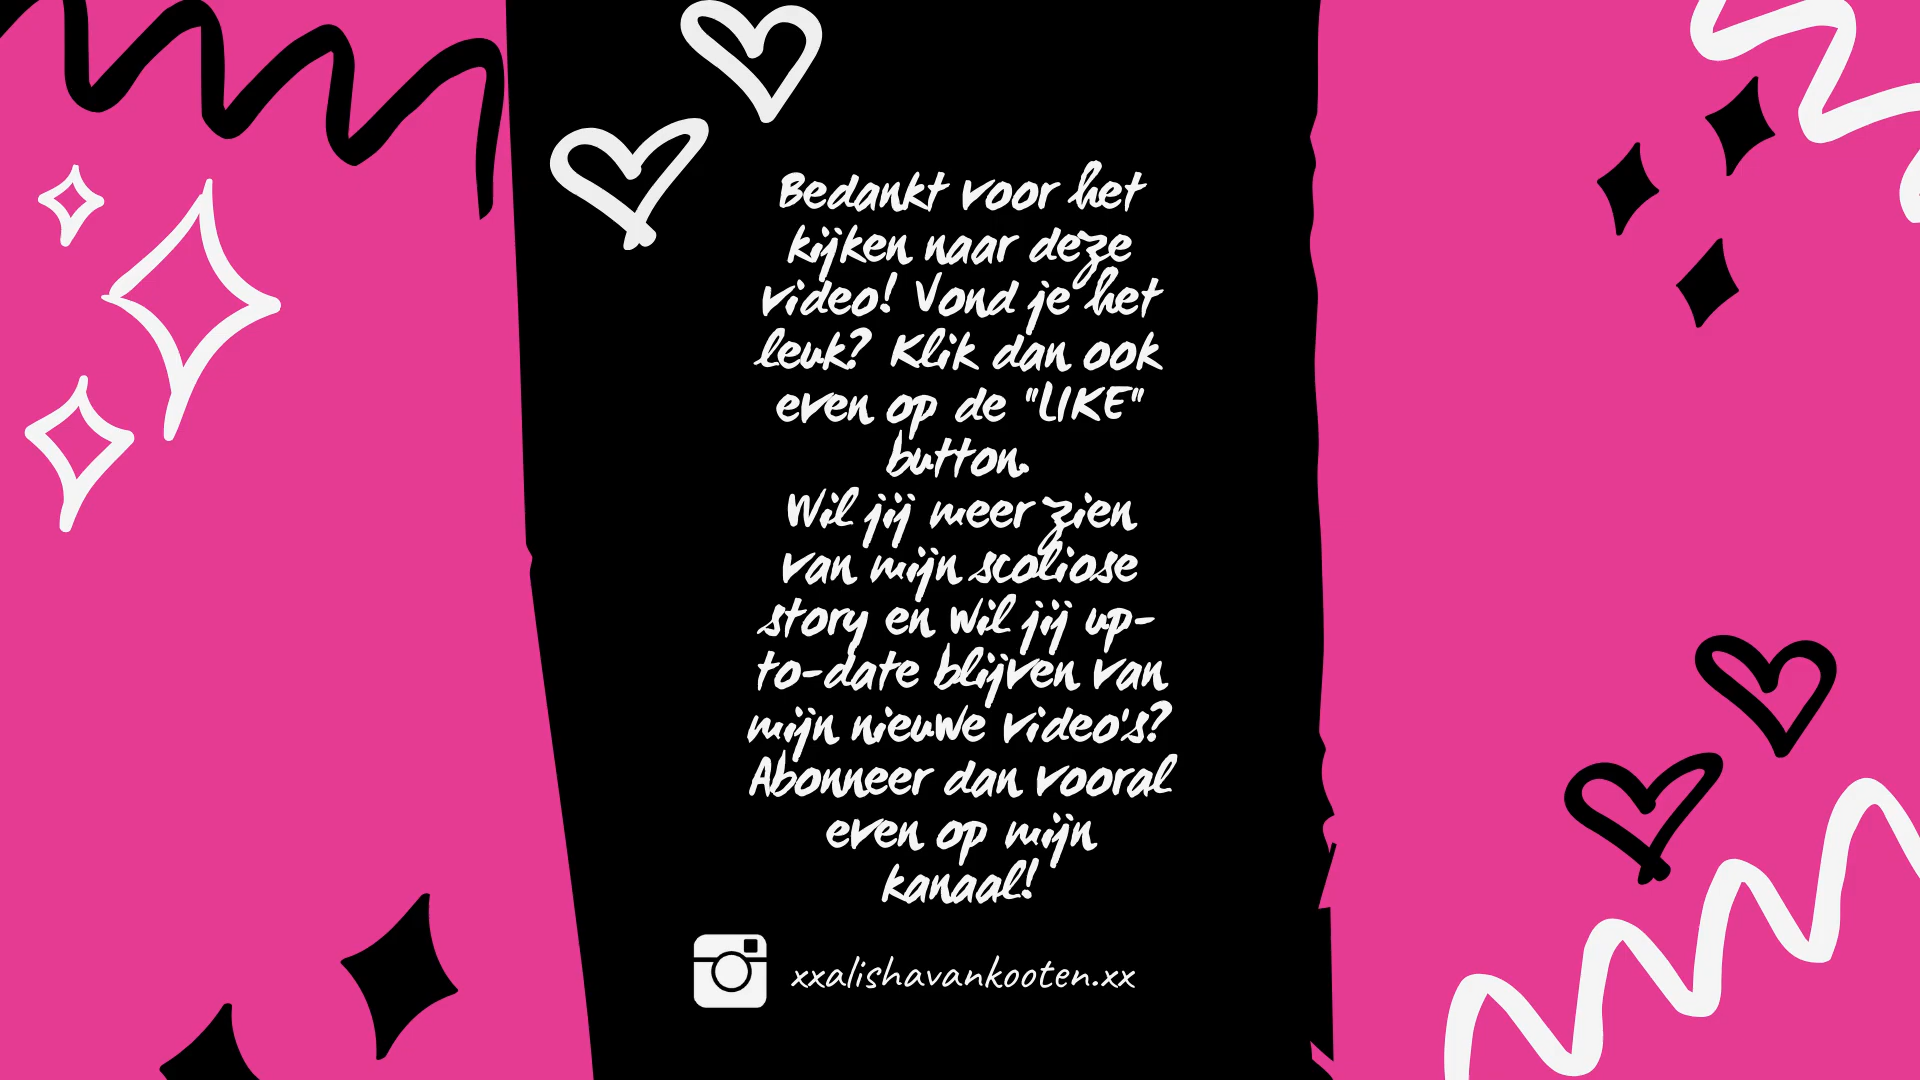 Bedankt voor het
kijken naar deze
video! Vond je het
leuk? Klik dan ook
even op de "LIKE"
button.
Wil jij meer zien
van mijn scoliose
story en wil jij up-
to-date blijven van
mijn nieuwe video's?
Abonneer dan vooral
even op mijn
kanaal!
xxalishavankooten.xx